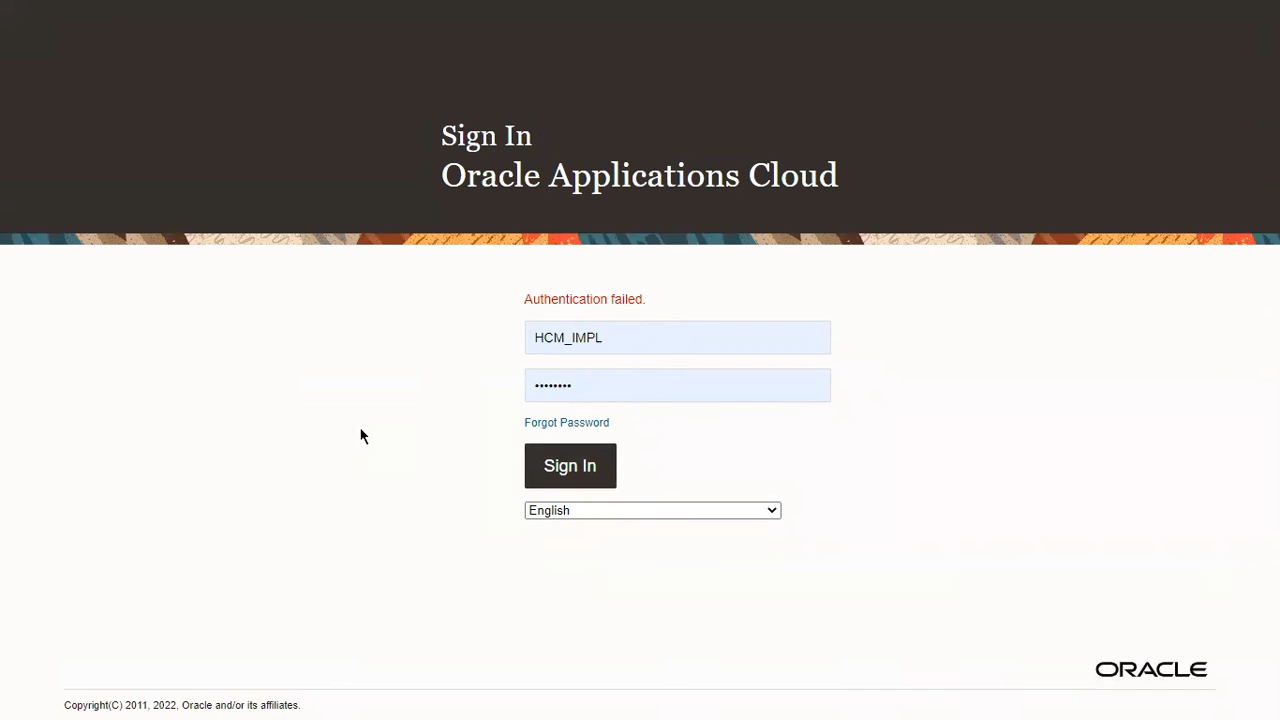 Sign In
Oracle Applications Cloud
Authentication failed.
HCM_IMPL
••••••••
Forgot Password
Sign In
English
ORACLE
Copyright(C) 2011, 2022, Oracle and/or its affiliates.